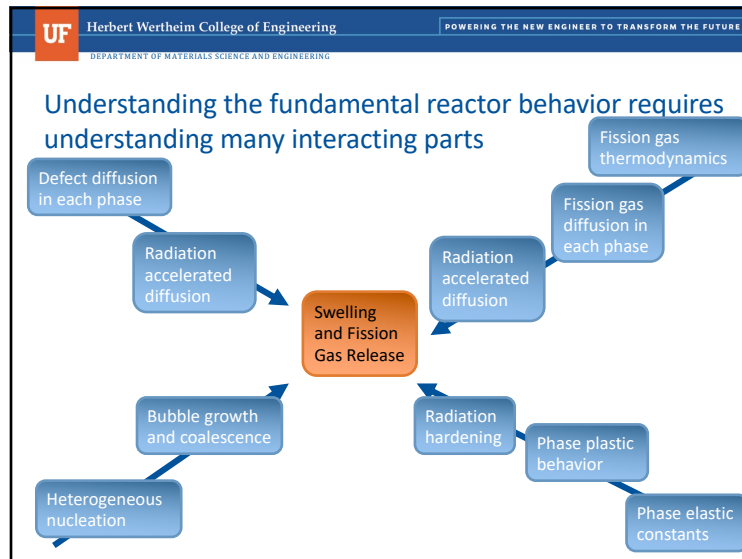 UF
Herbert Wertheim College of Engineering
POWERING THE NEW ENGINEER TO TRANSFORM THE FUTURE
DEPARTMENT OF MATERIALS SCIENCE AND ENGINEERING
Understanding the fundamental reactor behavior requires
understanding many interacting parts
Defect diffusion
in each phase
Radiation
accelerated
diffusion
Fission gas
thermodynamics
Fission gas
diffusion in
each phase
Radiation
accelerated
diffusion
Swelling
and Fission
Gas Release
Bubble growth
and coalescence
Heterogeneous
nucleation
Radiation
hardening
Phase plastic
behavior
Phase elastic
constants